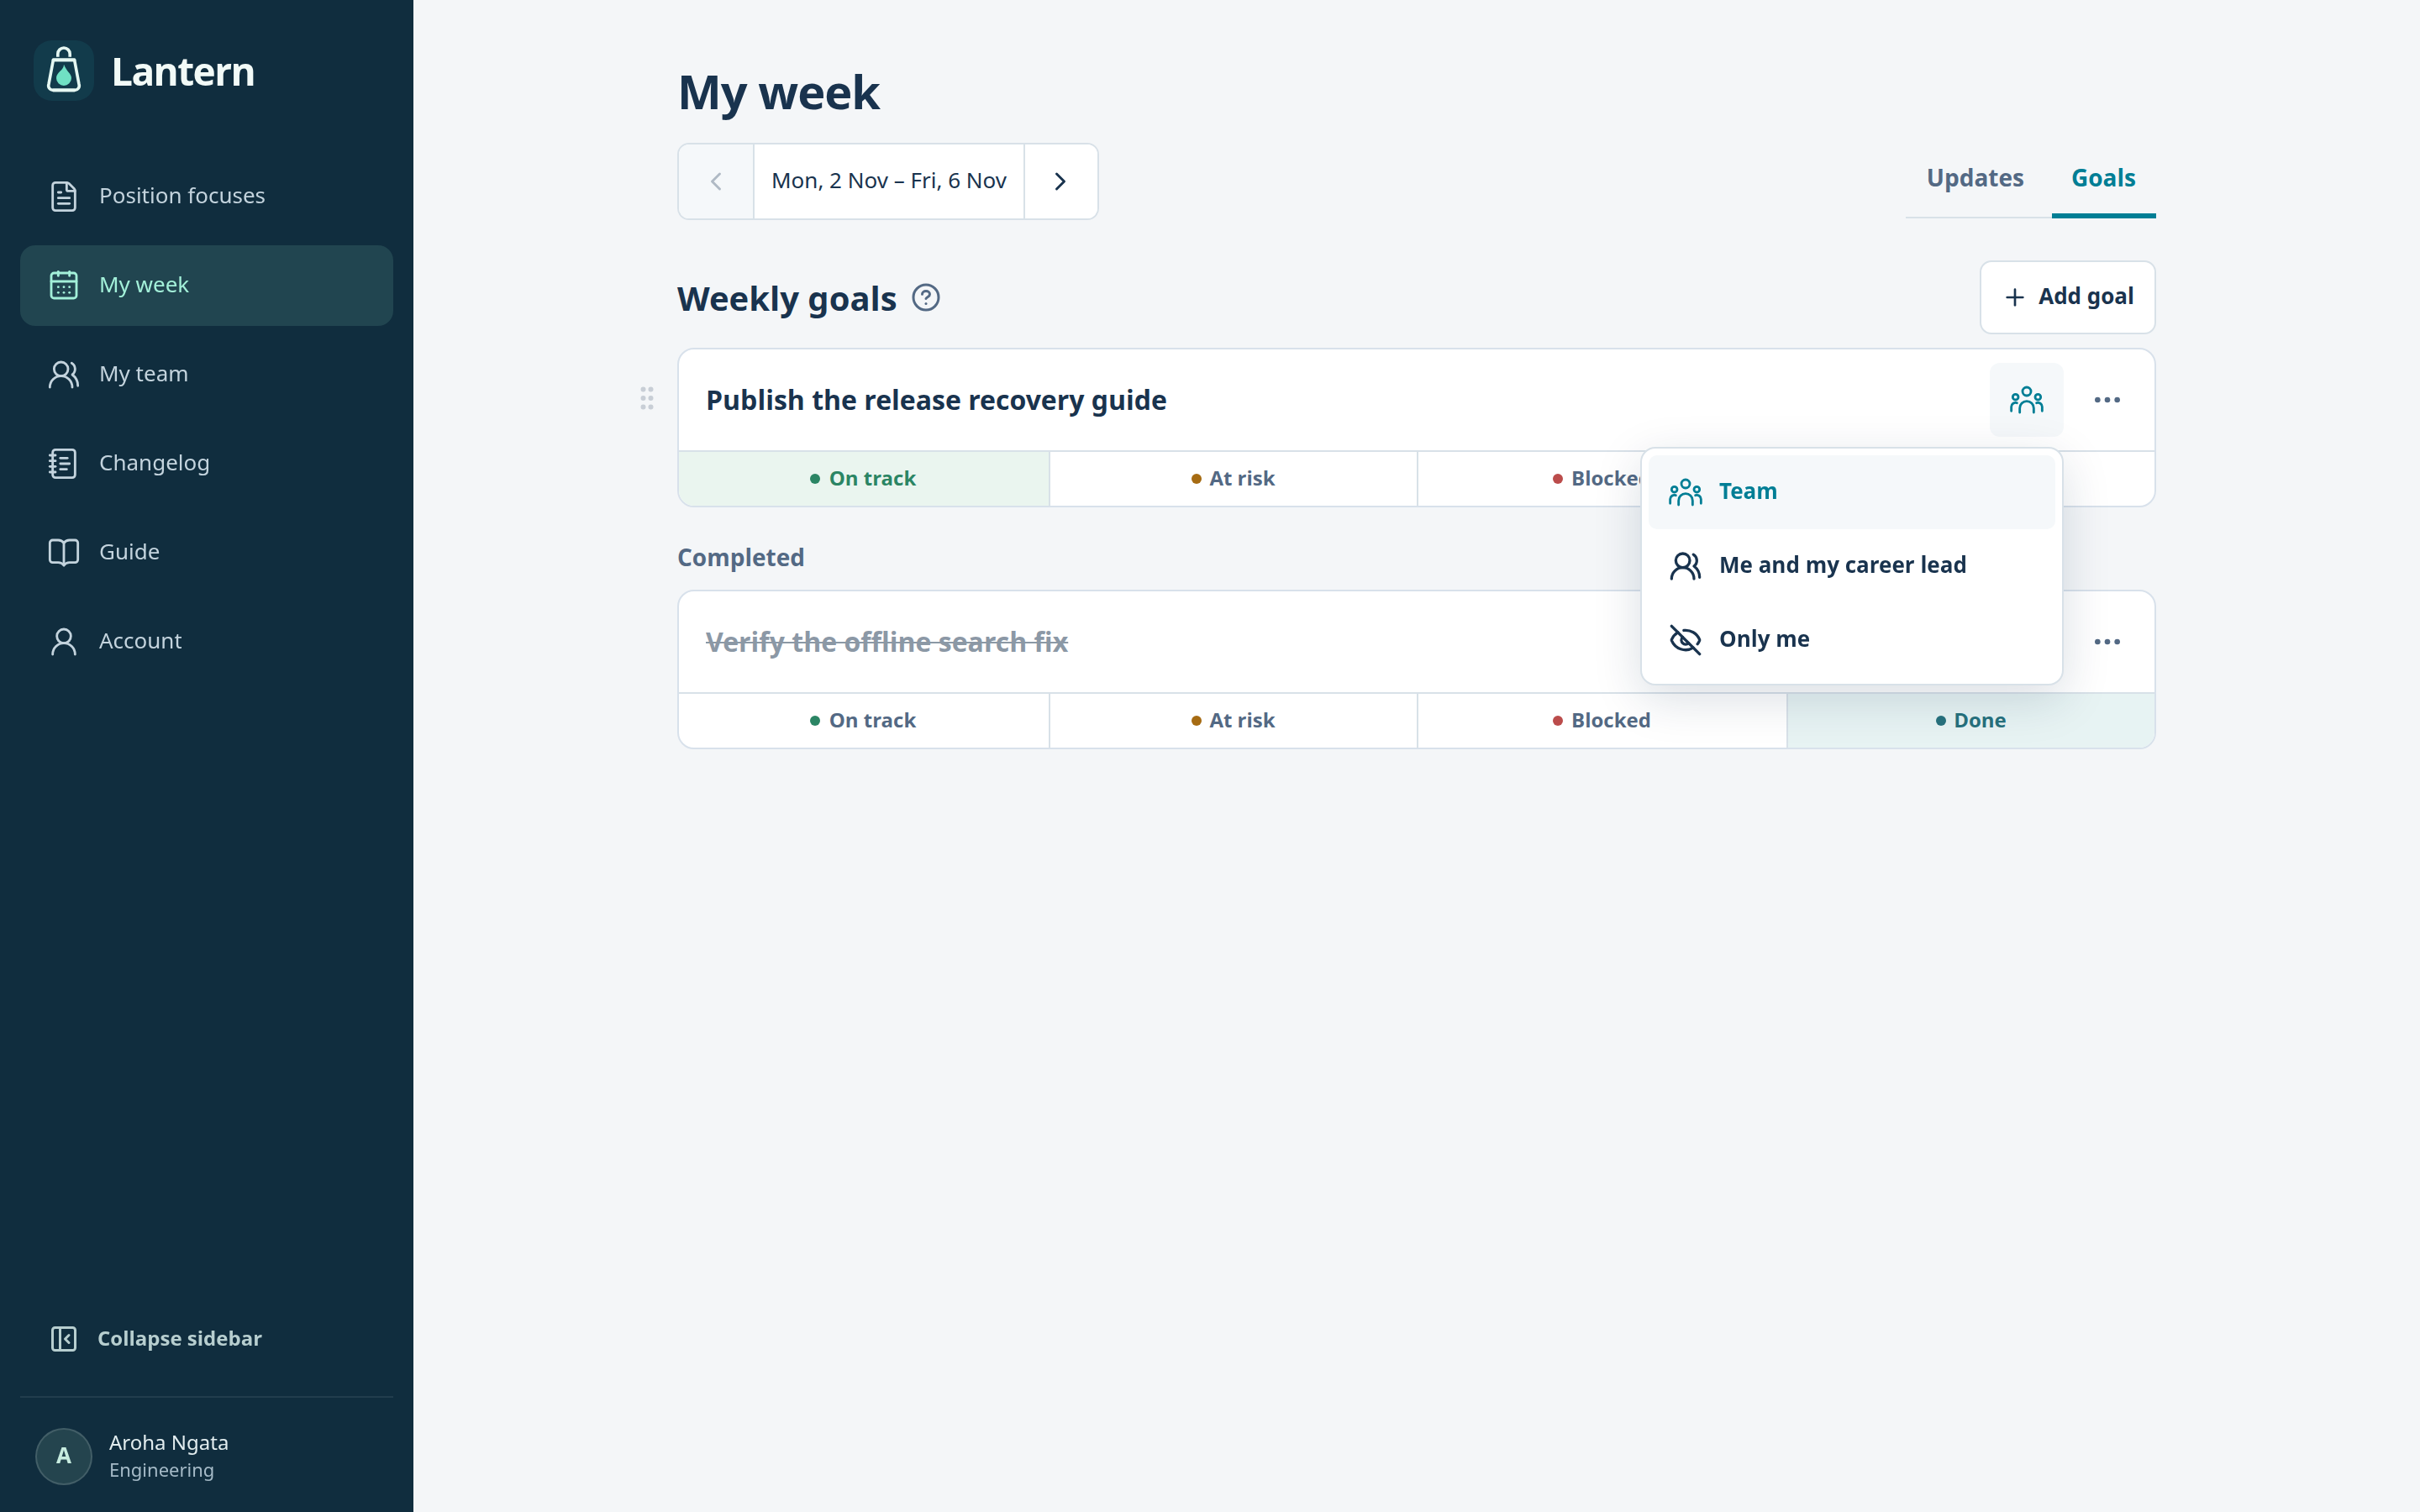 Lantern
Position focuses
My week
My team
Changelog
Guide
Account
Collapse sidebar
A
Aroha Ngata
Engineering
My week
Mon, 2 Nov – Fri, 6 Nov
Updates
Goals
Weekly goals
Add goal
Publish the release recovery guide
On track
At risk
Blocked
Team
Me and my career lead
Only me
Completed
Verify the offline search fix
On track
At risk
Blocked
Done